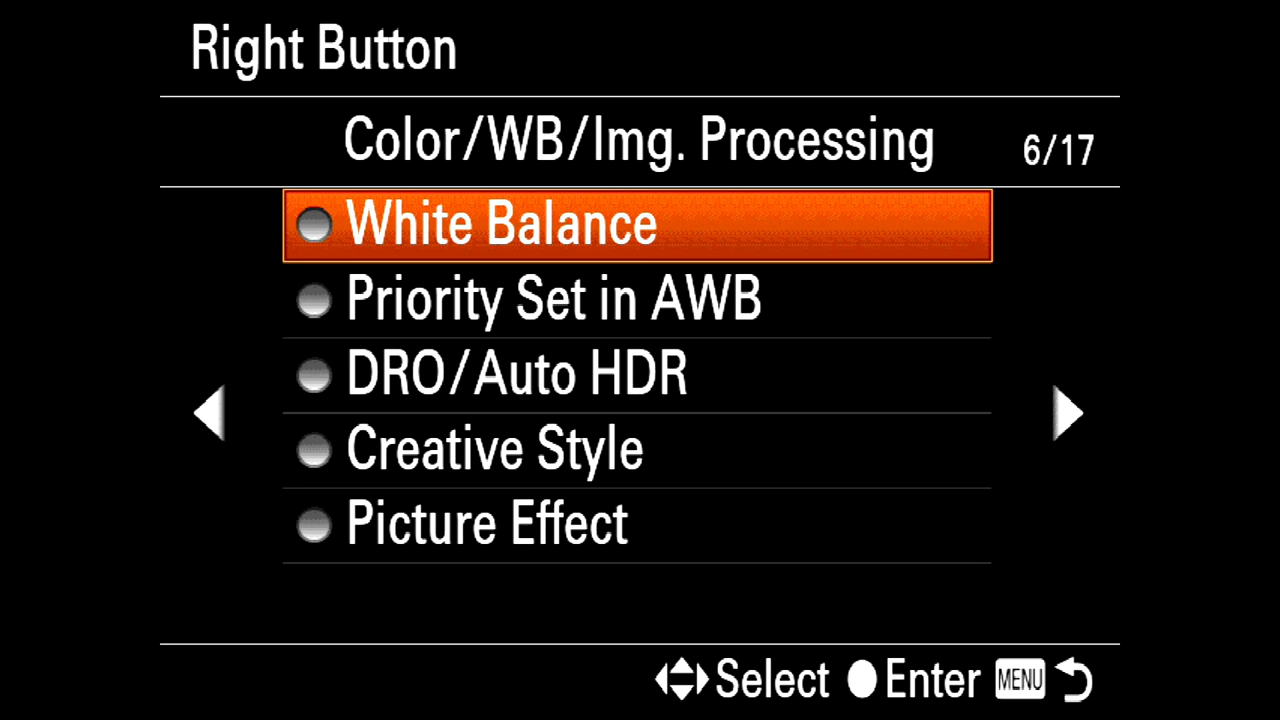 Right Button
Color/WB/Img. Processing 6/17
White Balance
Priority Set in AWB
DRO/Auto HDR
Creative Style
Picture Effect
Select Enter MENU